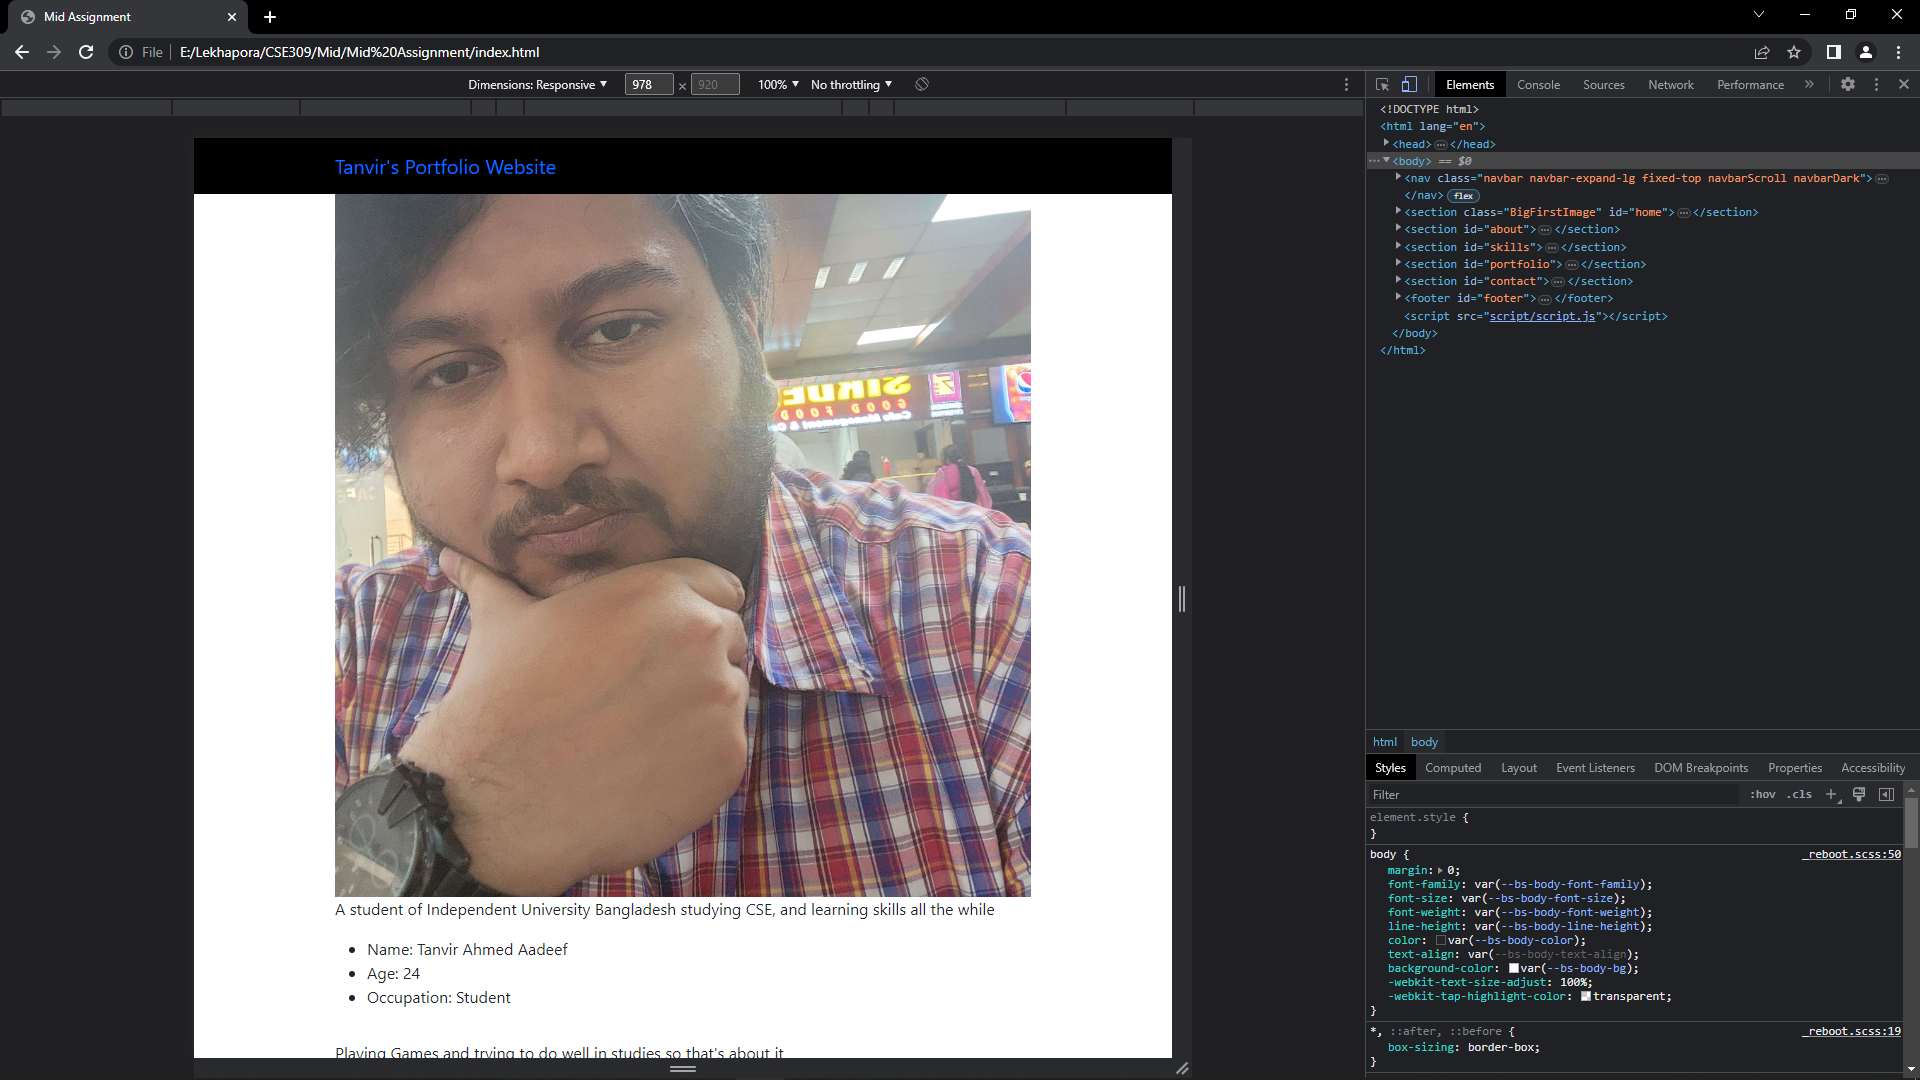 Mid Assignment
File E:/Lekhapora/CSE309/Mid/Mid%20Assignment/index.html
Dimensions: Responsive 978 × 920 100% No throttling
Elements Console Sources Network Performance
Tanvir's Portfolio Website
A student of Independent University Bangladesh studying CSE, and learning skills all the while
Name: Tanvir Ahmed Aadeef
Age: 24
Occupation: Student
Playing Games and trying to do well in studies so that's about it
<!DOCTYPE html>
<html lang="en">
<head>…</head>
<body> == $0
<nav class="navbar navbar-expand-lg fixed-top navbarScroll navbarDark">…
</nav> flex
<section class="BigFirstImage" id="home">…</section>
<section id="about">…</section>
<section id="skills">…</section>
<section id="portfolio">…</section>
<section id="contact">…</section>
<footer id="footer">…</footer>
<script src="script/script.js"></script>
</body>
</html>
html body
Styles Computed Layout Event Listeners DOM Breakpoints Properties Accessibility
Filter :hov .cls
element.style {
}
body { _reboot.scss:50
margin: 0;
font-family: var(--bs-body-font-family);
font-size: var(--bs-body-font-size);
font-weight: var(--bs-body-font-weight);
line-height: var(--bs-body-line-height);
color: var(--bs-body-color);
text-align: var(--bs-body-text-align);
background-color: var(--bs-body-bg);
-webkit-text-size-adjust: 100%;
-webkit-tap-highlight-color: transparent;
}
*, ::after, ::before { _reboot.scss:19
box-sizing: border-box;
}